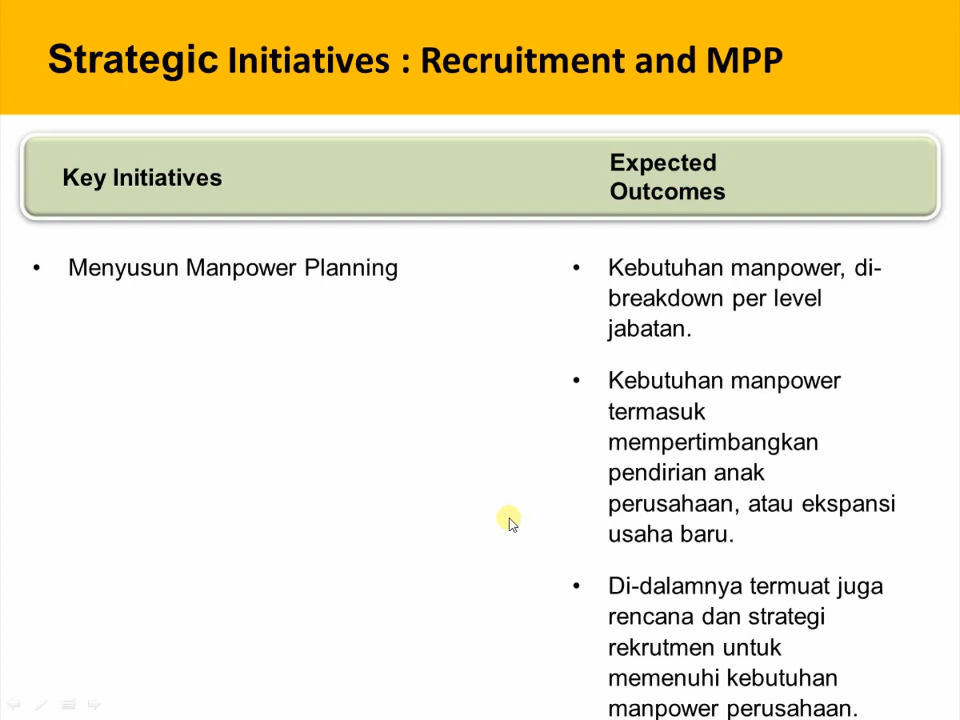 Strategic Initiatives : Recruitment and MPP
Key Initiatives
Expected
Outcomes
• Menyusun Manpower Planning
• Kebutuhan manpower, di-
breakdown per level
jabatan.
• Kebutuhan manpower
termasuk
mempertimbangkan
pendirian anak
perusahaan, atau ekspansi
usaha baru.
• Di-dalamnya termuat juga
rencana dan strategi
rekrutmen untuk
memenuhi kebutuhan
manpower perusahaan.